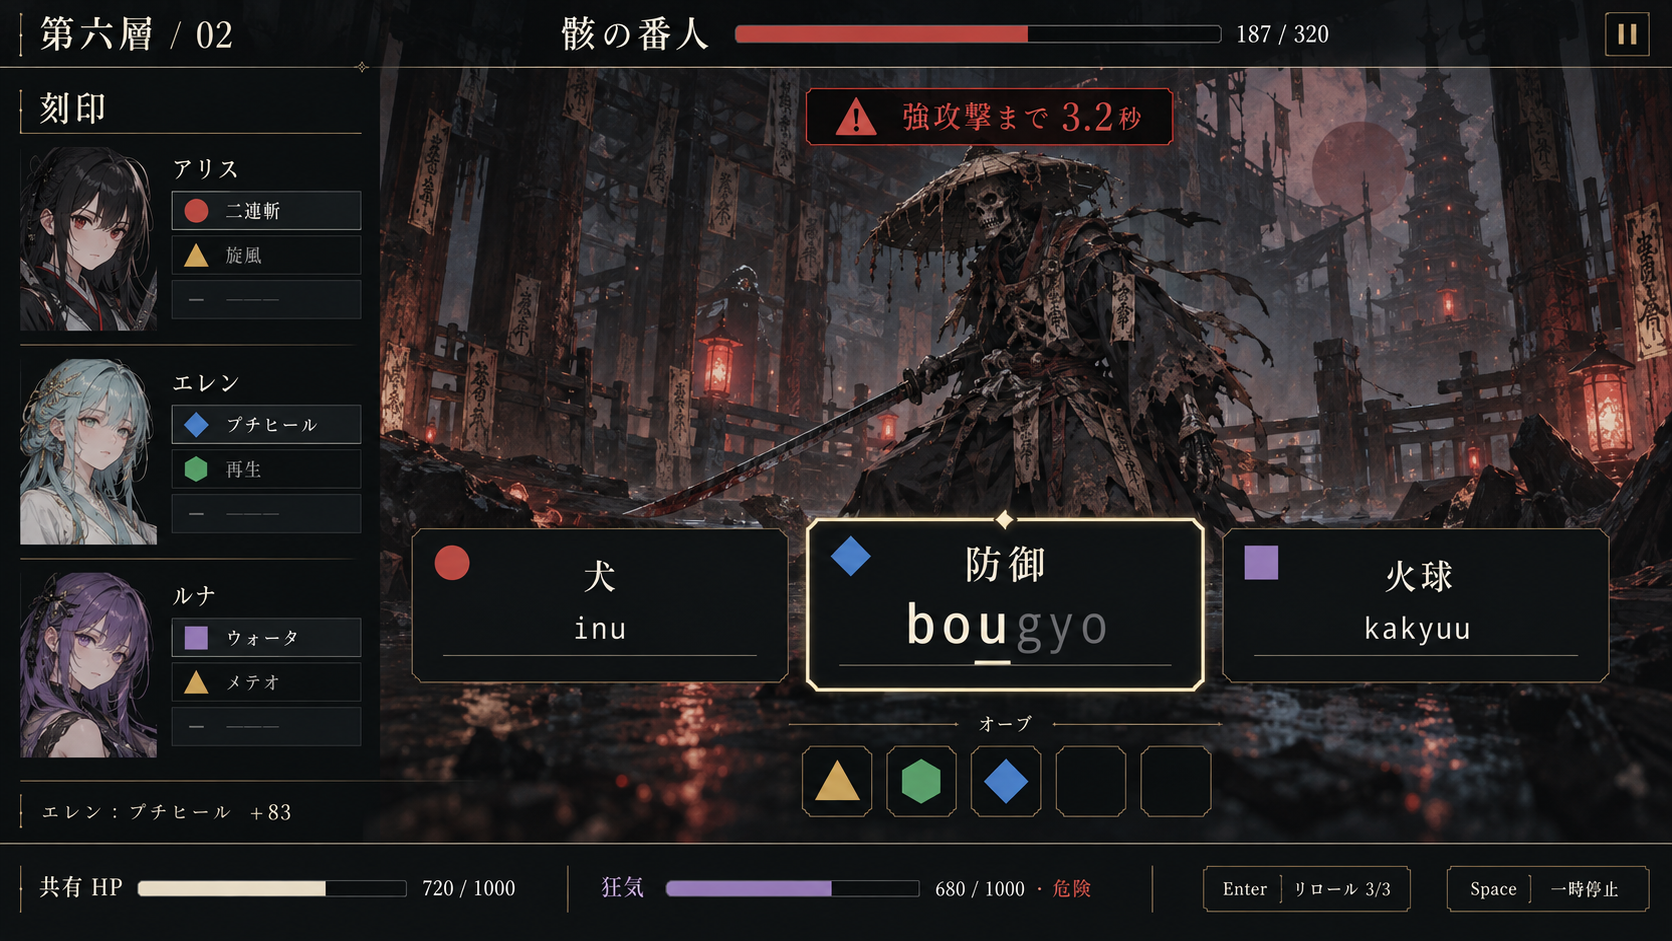 第六層 / 02
骸の番人
187 / 320
刻印
強攻撃まで 3.2秒
アリス
二連斬
旋風
— ———
エレン
プチヒール
再生
— ———
ルナ
ウォータ
メテオ
— ———
犬
inu
防御
bougyo
火球
kakyuu
オーブ
エレン：プチヒール +83
共有 HP
720 / 1000
狂気
680 / 1000 · 危険
Enter
リロール 3/3
Space
一時停止